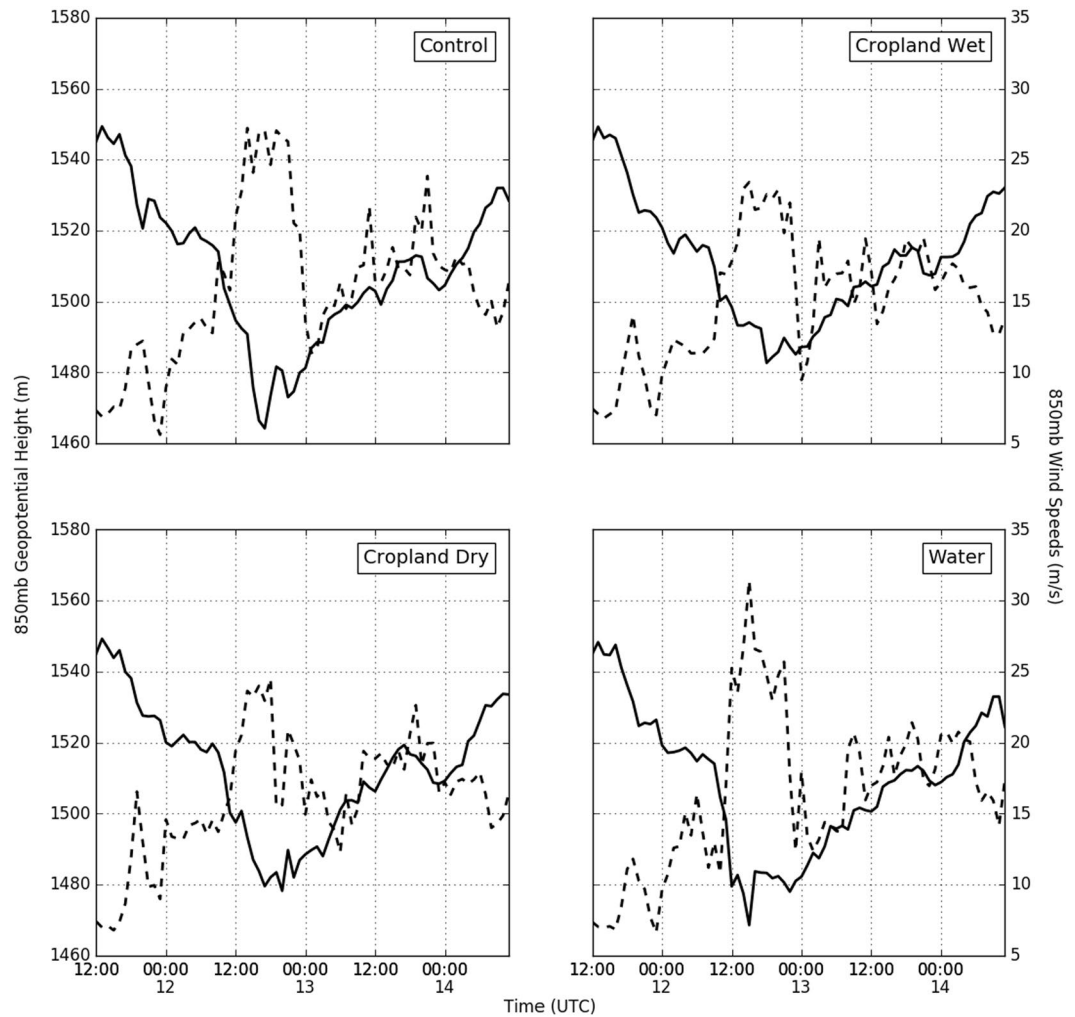 1580
1560
1540
1520
1500
1480
1460
Control
35
30
25
20
15
10
5
Cropland Wet
850mb Geopotential Height (m)
850mb Wind Speeds (m/s)
1580
1560
1540
1520
1500
1480
1460
Cropland Dry
35
30
25
20
15
10
5
Water
12:00 00:00 12:00 00:00 12:00 00:00
12 13 14
12:00 00:00 12:00 00:00 12:00 00:00
12 13 14
Time (UTC)